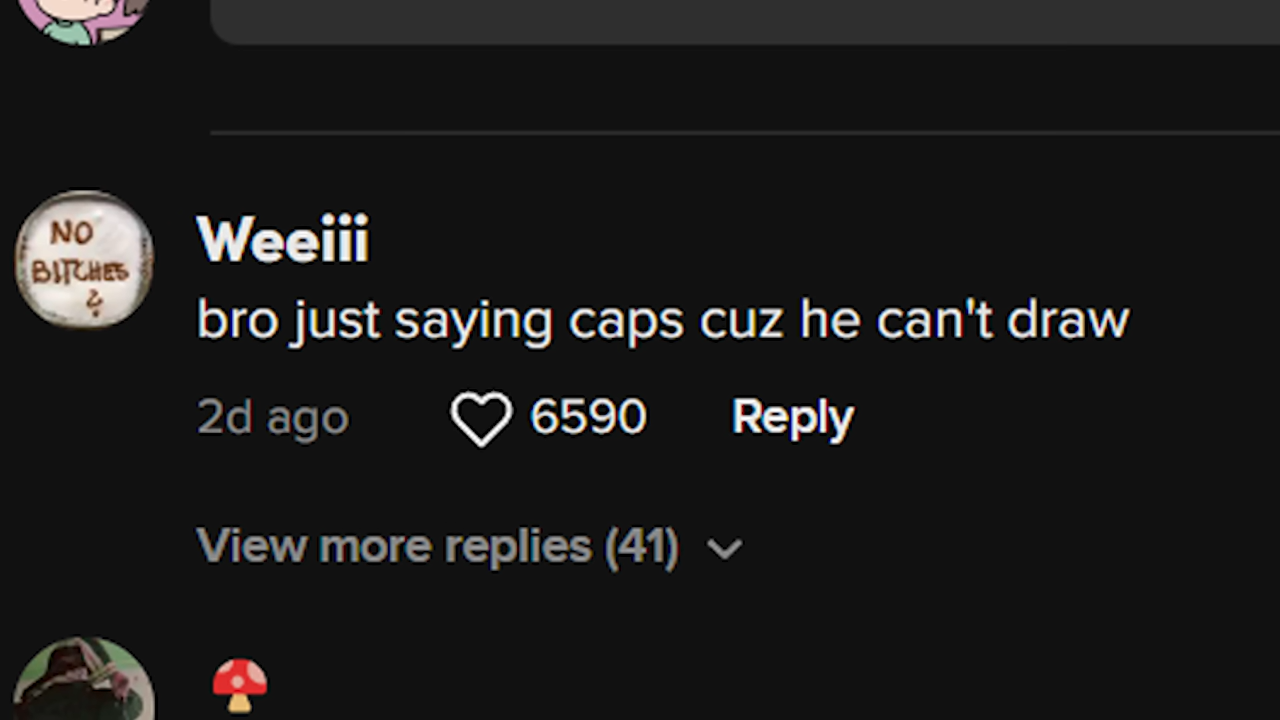 NO
BITCHES
?
Weeiii
bro just saying caps cuz he can't draw
2d ago 6590 Reply
View more replies (41)